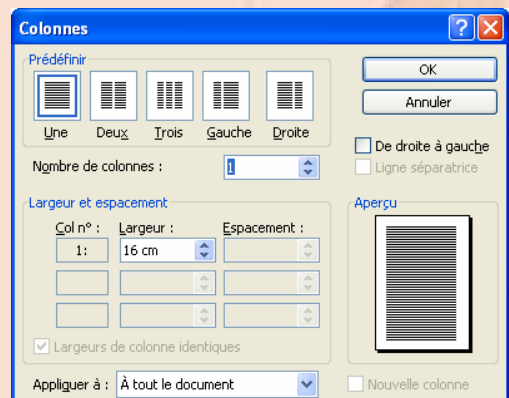 Colonnes
Prédéfinir
Une Deux Trois Gauche Droite
OK
Annuler
De droite à gauche
Ligne séparatrice
Nombre de colonnes : 1
Largeur et espacement
Col n° : Largeur : Espacement :
1: 16 cm
Largeurs de colonne identiques
Aperçu
Appliquer à : À tout le document
Nouvelle colonne